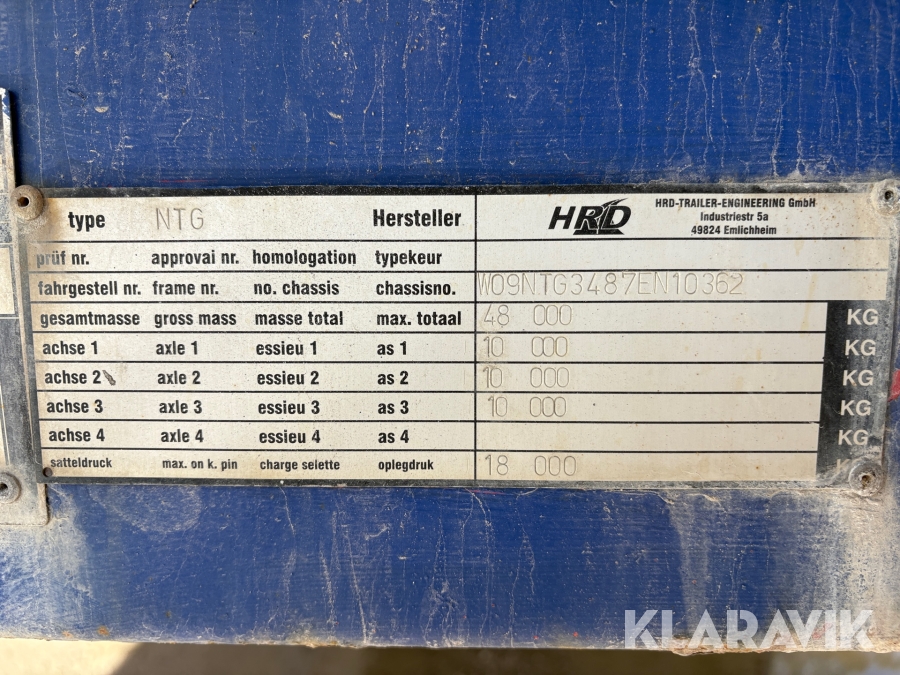 type NTG Hersteller HRD HRD-TRAILER-ENGINEERING GmbH
Industriestr 5a
49824 Emlichheim
prüf nr. approvai nr. homologation typekeur
fahrgestell nr. frame nr. no. chassis chassisno. W09NTG3487EN10362
gesamtmasse gross mass masse total max. totaal 48 000 KG
achse 1 axle 1 essieu 1 as 1 10 000 KG
achse 2 axle 2 essieu 2 as 2 10 000 KG
achse 3 axle 3 essieu 3 as 3 10 000 KG
achse 4 axle 4 essieu 4 as 4 KG
satteldruck max. on k. pin charge selette oplegdruk 18 000
KLARAVIK